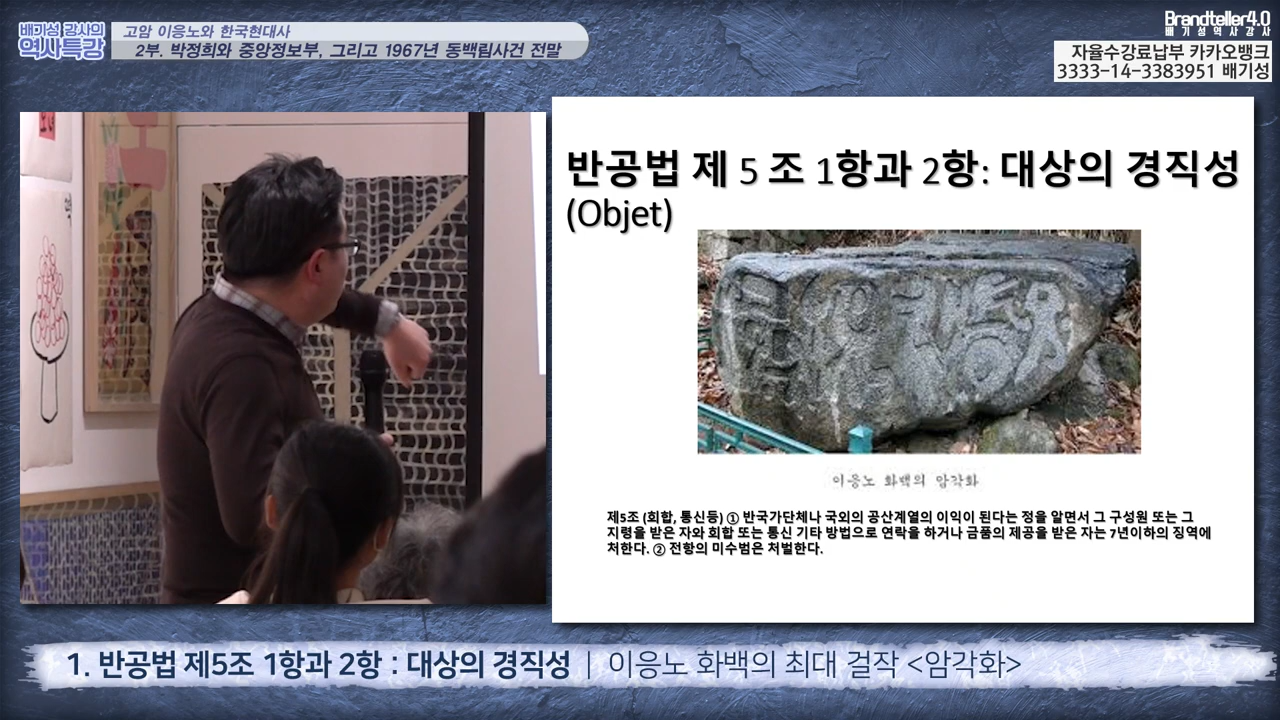 배기성 강사의
역사특강
고암 이응노와 한국현대사
2부. 박정희와 중앙정보부, 그리고 1967년 동백림사건 전말
Brandteller4.0
배기성역사강사
자율수강료납부 카카오뱅크
3333-14-3383951 배기성
반공법 제 5 조 1항과 2항: 대상의 경직성
(Objet)
이응노 화백의 암각화
제5조 (회합, 통신등) ① 반국가단체나 국외의 공산계열의 이익이 된다는 정을 알면서 그 구성원 또는 그
지령을 받은 자와 회합 또는 통신 기타 방법으로 연락을 하거나 금품의 제공을 받은 자는 7년이하의 징역에
처한다. ② 전항의 미수범은 처벌한다.
1. 반공법 제5조 1항과 2항 : 대상의 경직성 | 이응노 화백의 최대 걸작 <암각화>